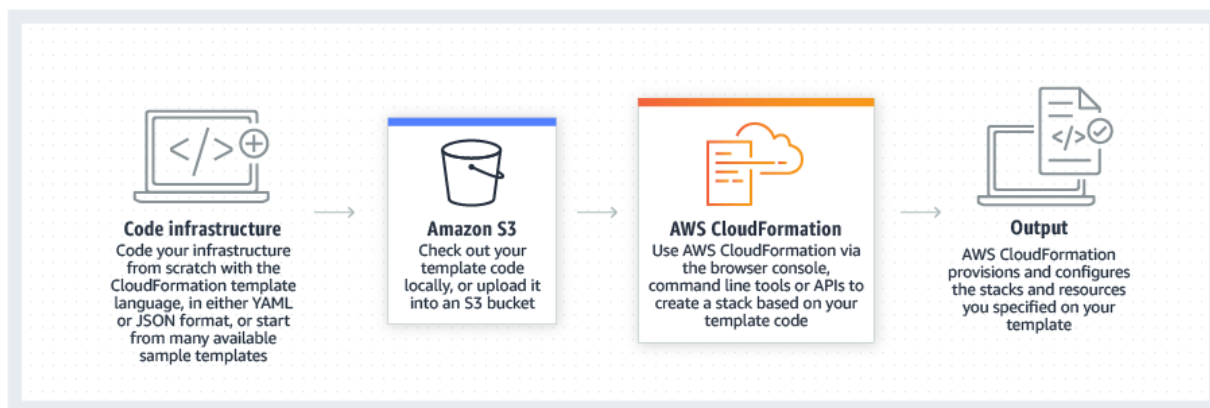 </>
Code infrastructure
Code your infrastructure
from scratch with the
CloudFormation template
language, in either YAML
or JSON format, or start
from many available
sample templates
Amazon S3
Check out your
template code
locally, or upload it
into an S3 bucket
AWS CloudFormation
Use AWS CloudFormation via
the browser console,
command line tools or APIs to
create a stack based on your
template code
</>
Output
AWS CloudFormation
provisions and configures
the stacks and resources
you specified on your
template